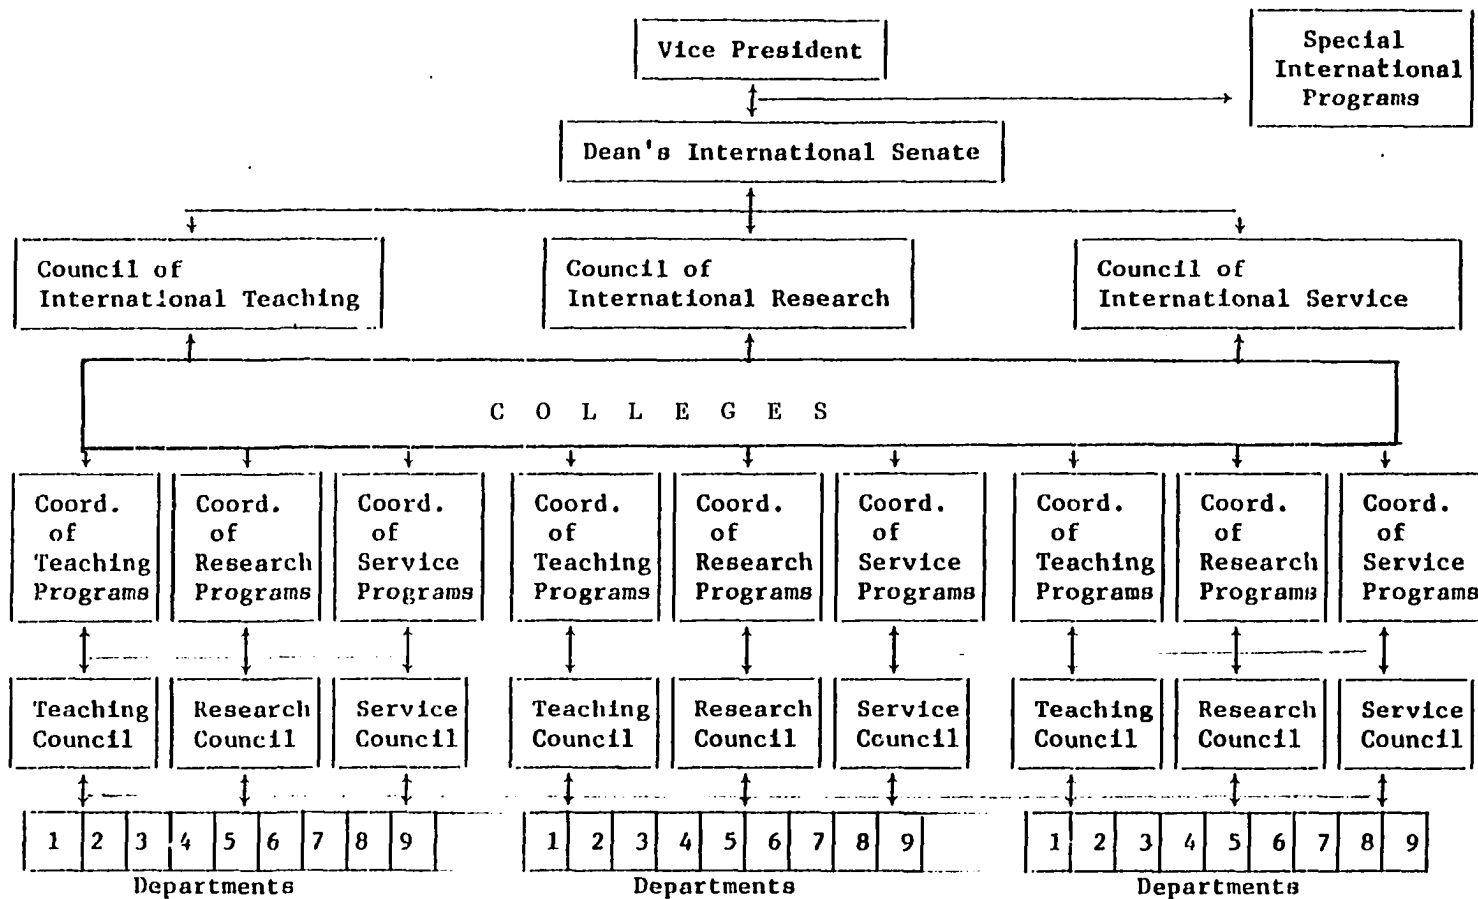 Vice President
Special
International
Programs
Dean's International Senate
Council of
International Teaching
Council of
International Research
Council of
International Service
C O L L E G E S
Coord.
of
Teaching
Programs
Coord.
of
Research
Programs
Coord.
of
Service
Programs
Coord.
of
Teaching
Programs
Coord.
of
Research
Programs
Coord.
of
Service
Programs
Coord.
of
Teaching
Programs
Coord.
of
Research
Programs
Coord.
of
Service
Programs
Teaching
Council
Research
Council
Service
Council
Teaching
Council
Research
Council
Service
Council
Teaching
Council
Research
Council
Service
Council
1 2 3 4 5 6 7 8 9
1 2 3 4 5 6 7 8 9
1 2 3 4 5 6 7 8 9
Departments
Departments
Departments